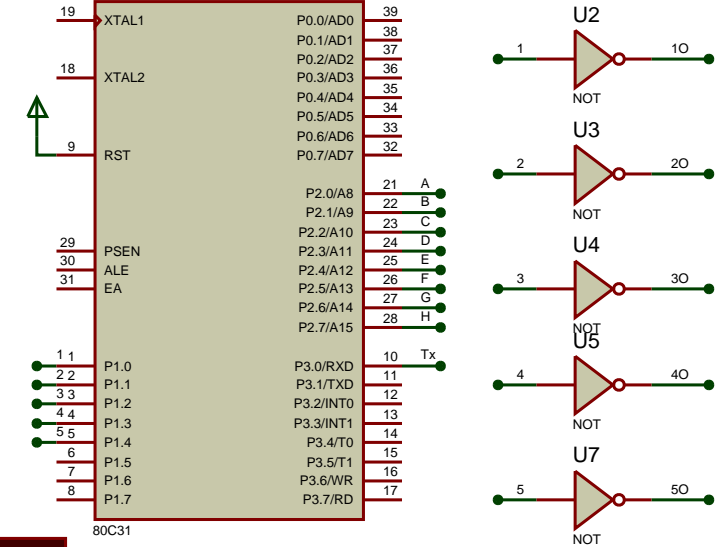 19 XTAL1 P0.0/AD0 39
P0.1/AD1 38
P0.2/AD2 37
18 XTAL2 P0.3/AD3 36
P0.4/AD4 35
P0.5/AD5 34
P0.6/AD6 33
9 RST P0.7/AD7 32
P2.0/A8 21 A
P2.1/A9 22 B
P2.2/A10 23 C
29 PSEN P2.3/A11 24 D
30 ALE P2.4/A12 25 E
31 EA P2.5/A13 26 F
P2.6/A14 27 G
P2.7/A15 28 H
1 1 P1.0 P3.0/RXD 10 Tx
2 2 P1.1 P3.1/TXD 11
3 3 P1.2 P3.2/INT0 12
4 4 P1.3 P3.3/INT1 13
5 5 P1.4 P3.4/T0 14
6 P1.5 P3.5/T1 15
7 P1.6 P3.6/WR 16
8 P1.7 P3.7/RD 17
80C31
U2
1 1O
NOT
U3
2 2O
NOT
U4
3 3O
NOT
U5
4 4O
NOT
U7
5 5O
NOT